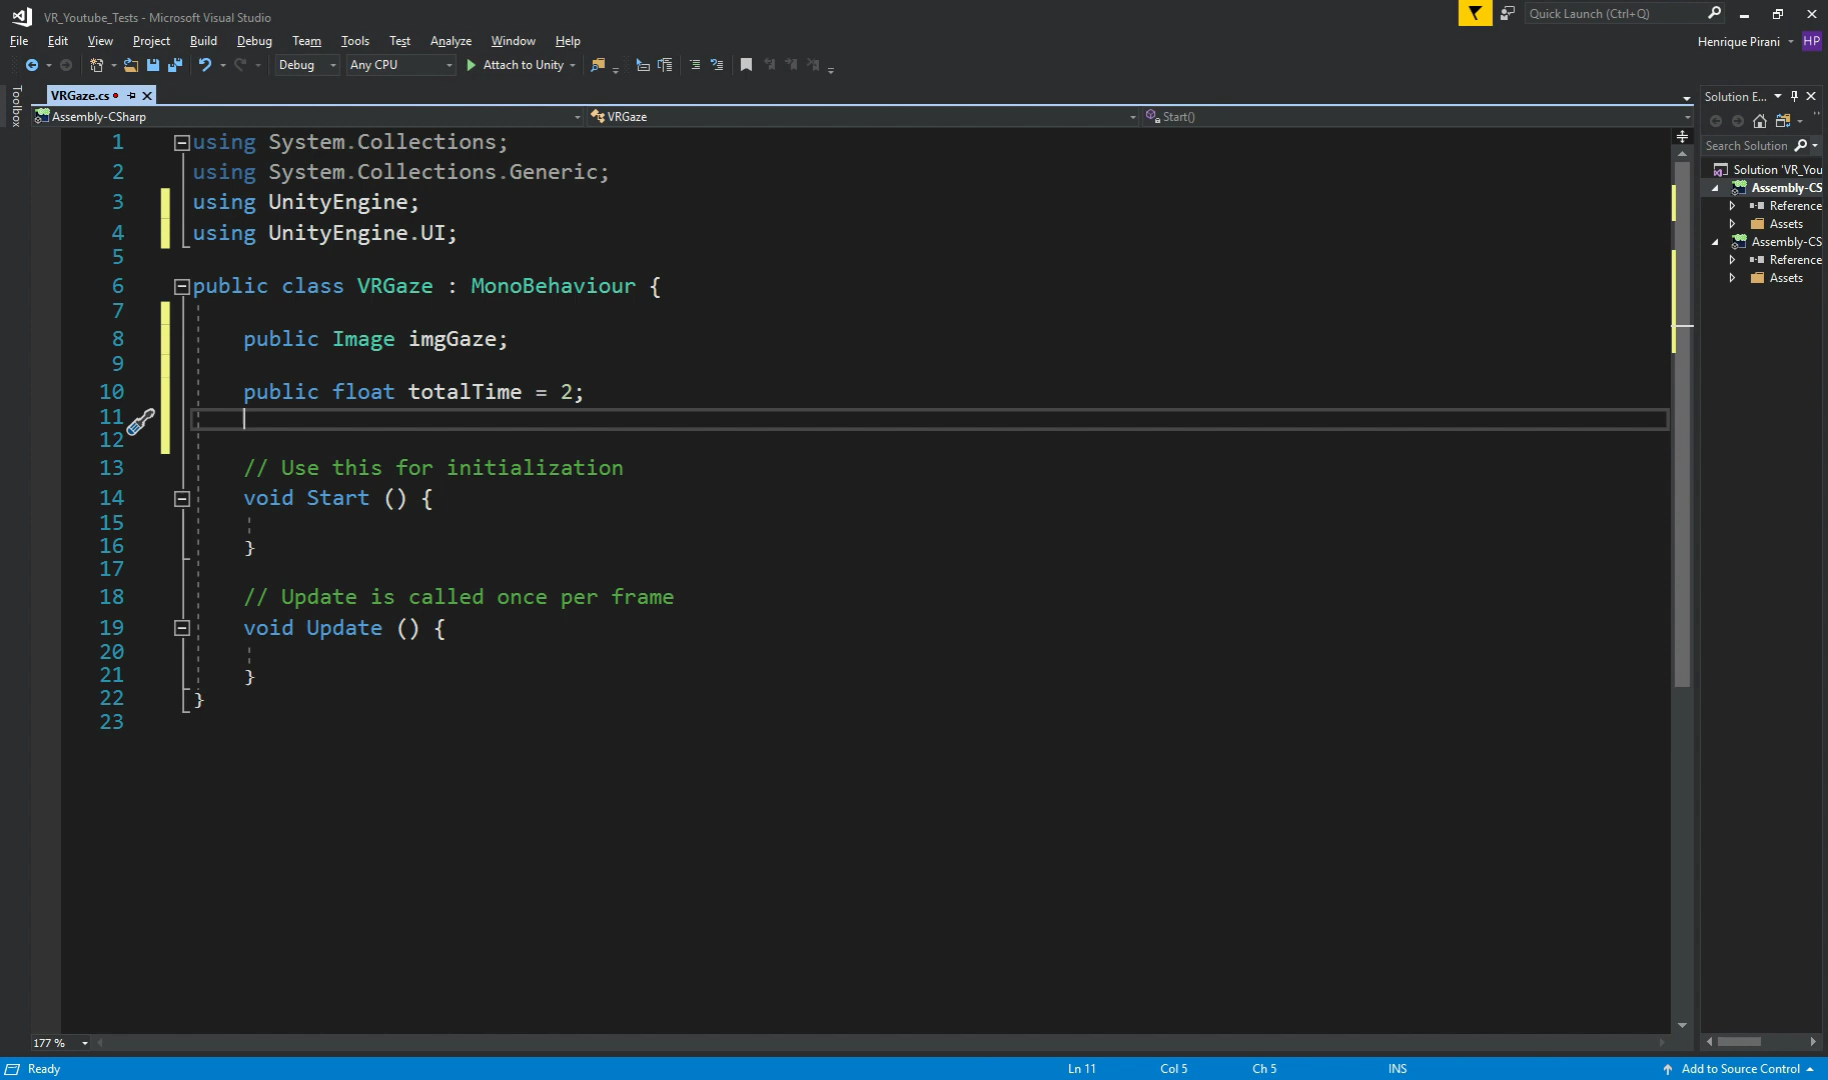 VR_Youtube_Tests - Microsoft Visual Studio
Quick Launch (Ctrl+Q)
File Edit View Project Build Debug Team Tools Test Analyze Window Help
Henrique Pirani HP
Debug Any CPU Attach to Unity
Toolbox
VRGaze.cs
Solution E...
Assembly-CSharp VRGaze Start()
Search Solution
1 using System.Collections;
2 using System.Collections.Generic;
3 using UnityEngine;
4 using UnityEngine.UI;
5
6 public class VRGaze : MonoBehaviour {
7
8 public Image imgGaze;
9
10 public float totalTime = 2;
11
12
13 // Use this for initialization
14 void Start () {
15
16 }
17
18 // Update is called once per frame
19 void Update () {
20
21 }
22 }
23
Solution 'VR_You
Assembly-CS
Reference
Assets
Assembly-CS
Reference
Assets
177 %
Ready Ln 11 Col 5 Ch 5 INS Add to Source Control